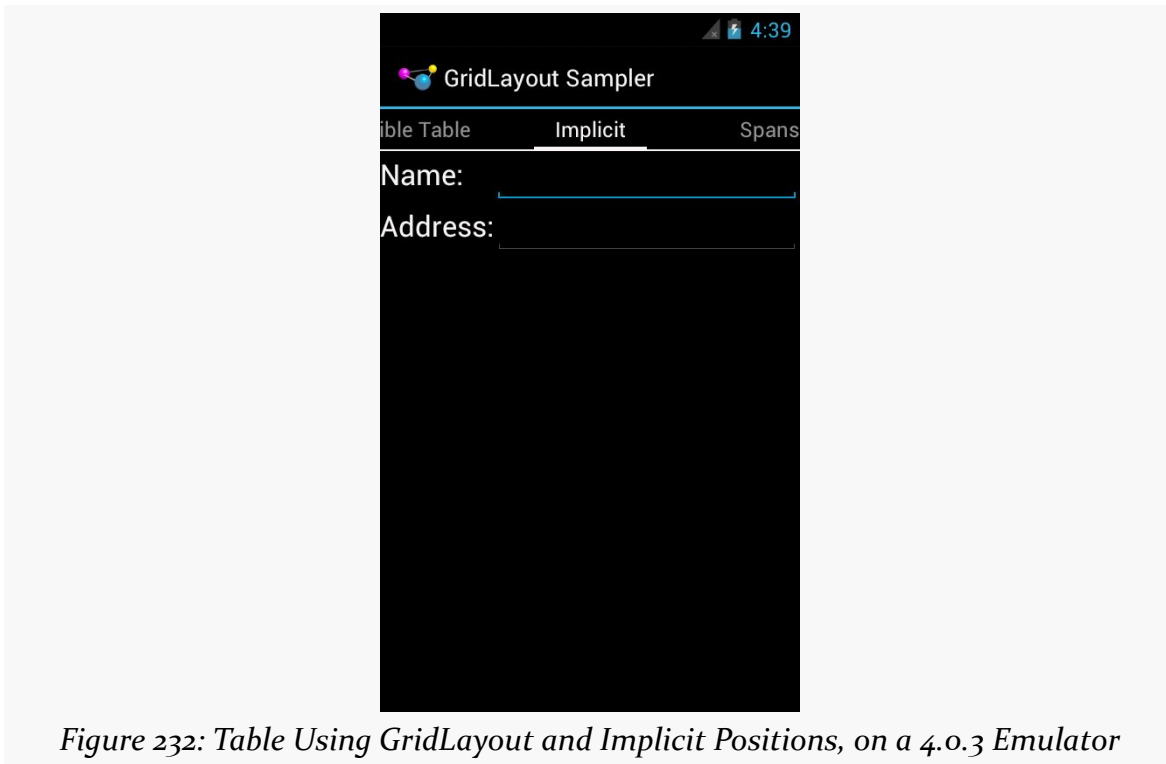 4:39
GridLayout Sampler
ible Table Implicit Spans
Name:
Address:
Figure 232: Table Using GridLayout and Implicit Positions, on a 4.0.3 Emulator